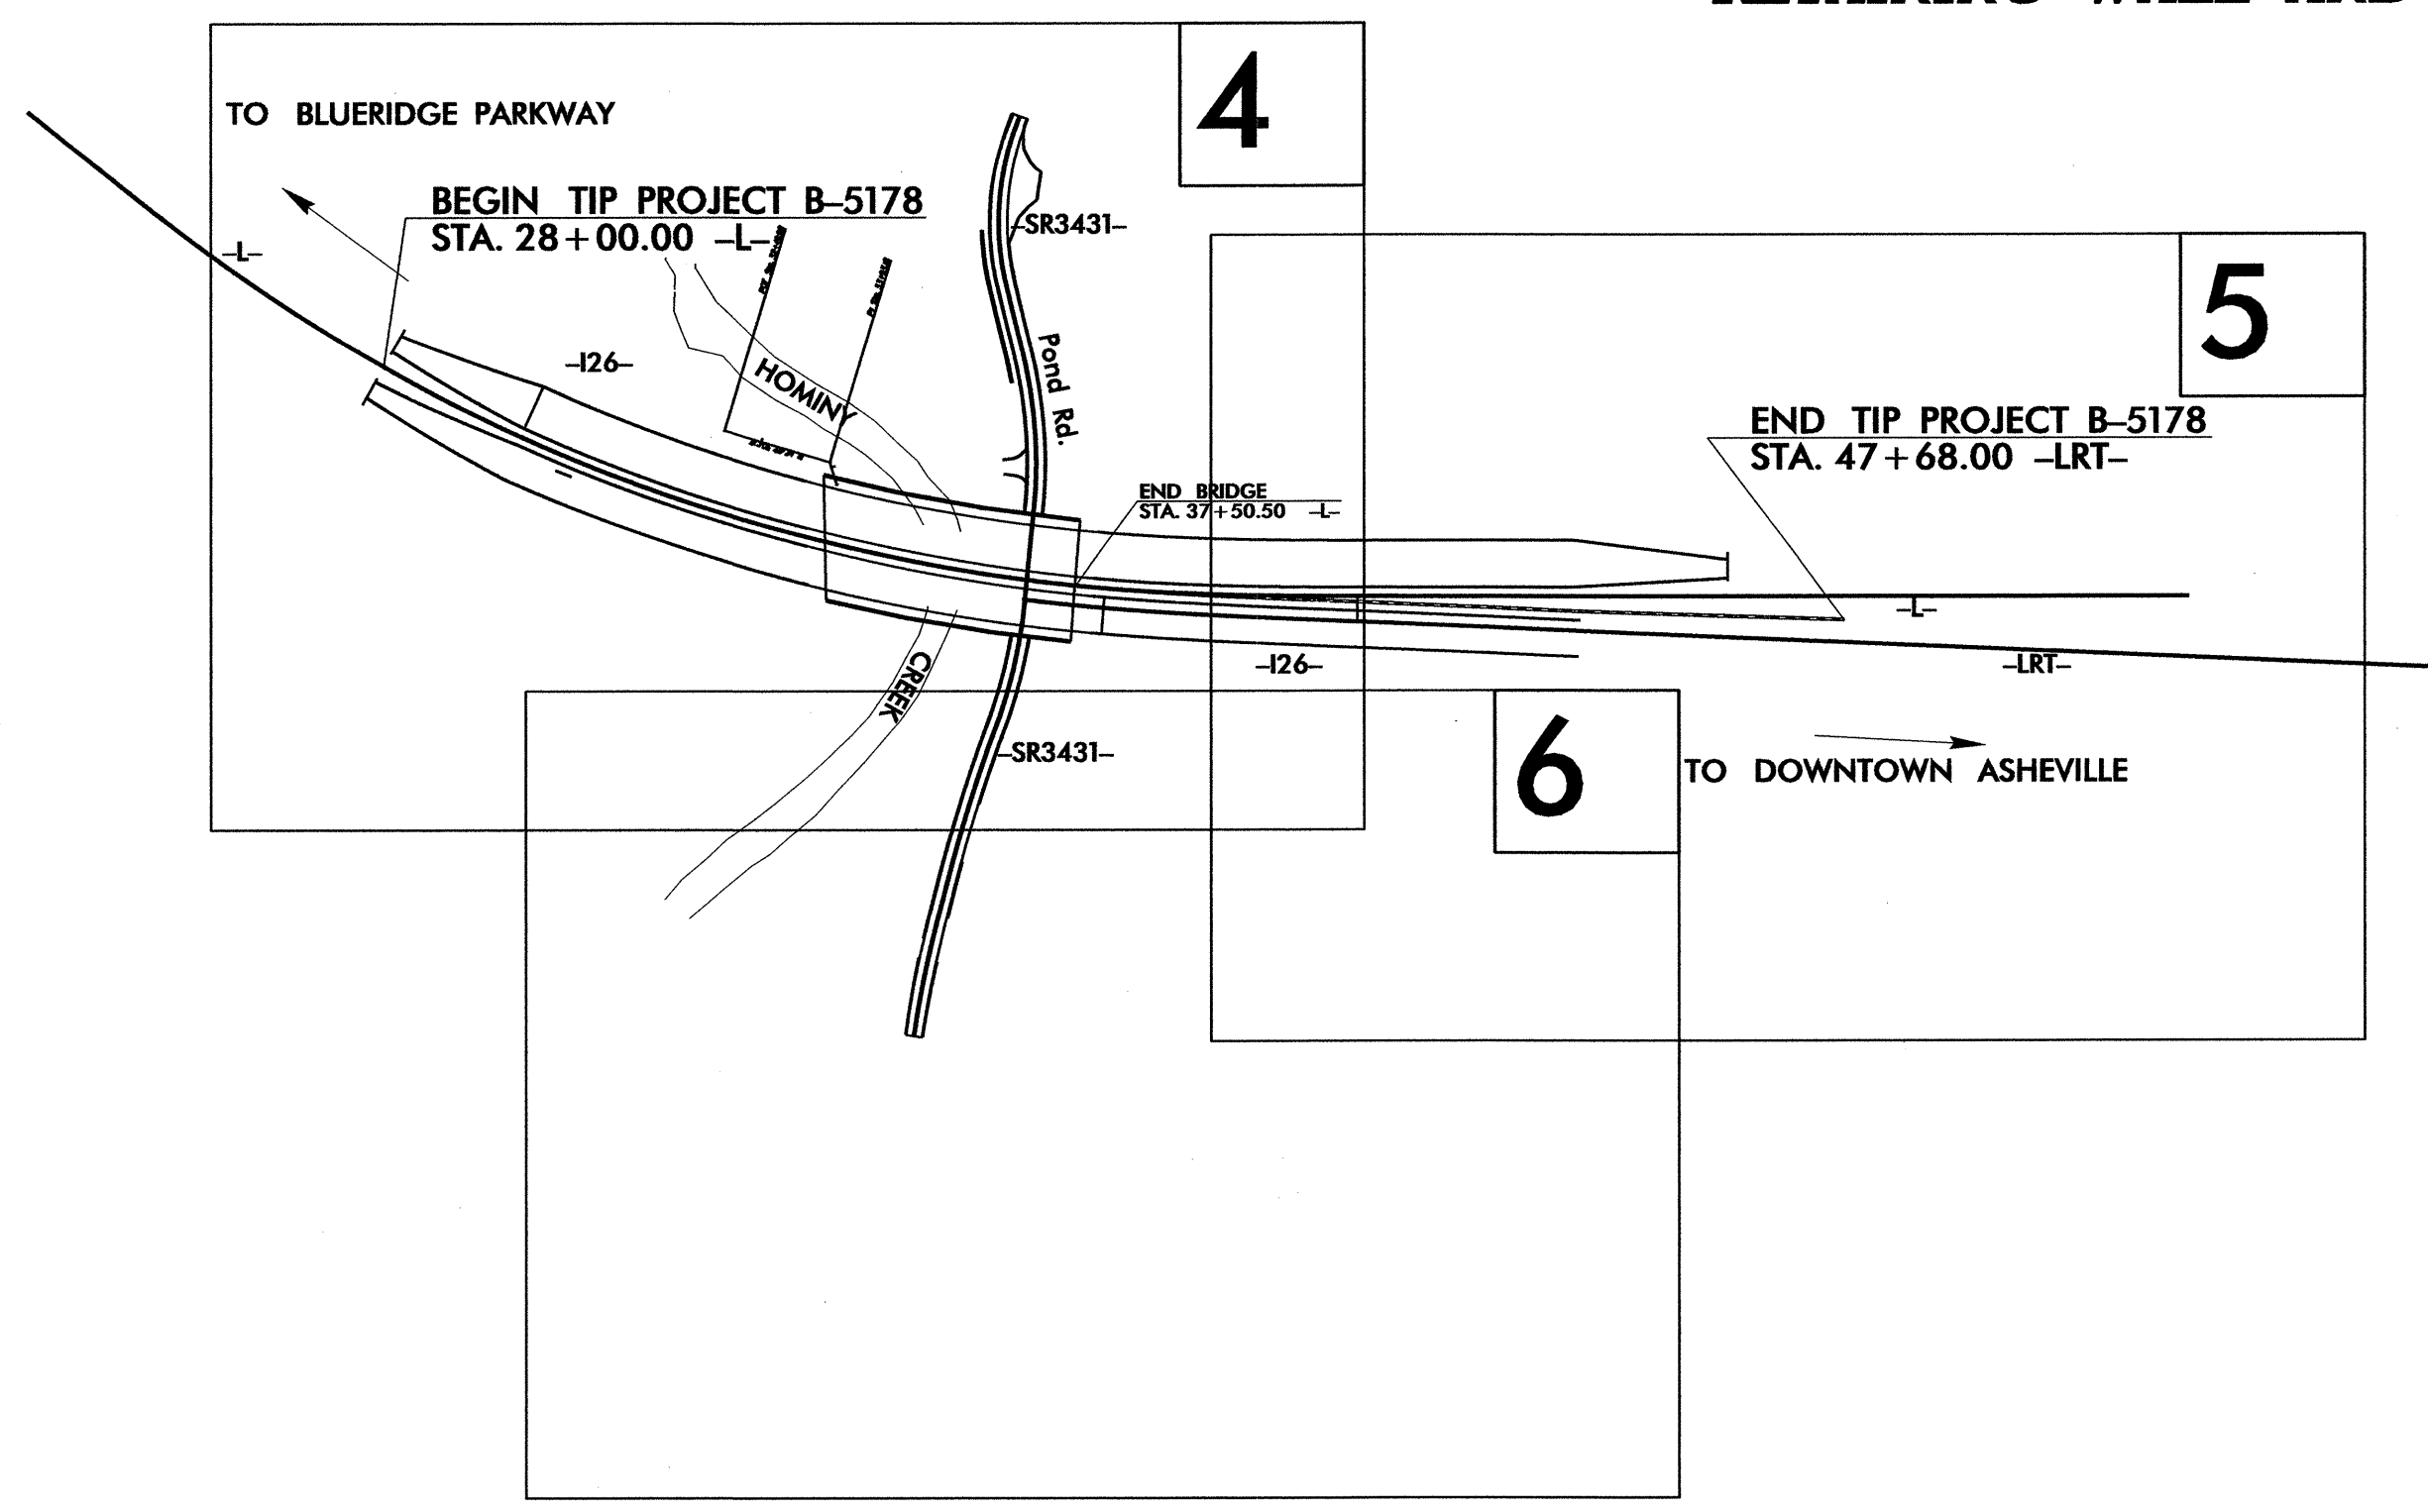 4
TO BLUERIDGE PARKWAY
BEGIN TIP PROJECT B–5178
STA. 28+00.00 –L–
–L–
–SR3431–
5
–I26–
HOMINY
Pond Rd.
END TIP PROJECT B–5178
STA. 47+68.00 –LRT–
END BRIDGE
STA. 37+50.50 –L–
–L–
–I26–
–LRT–
CREEK
–SR3431–
6
TO DOWNTOWN ASHEVILLE